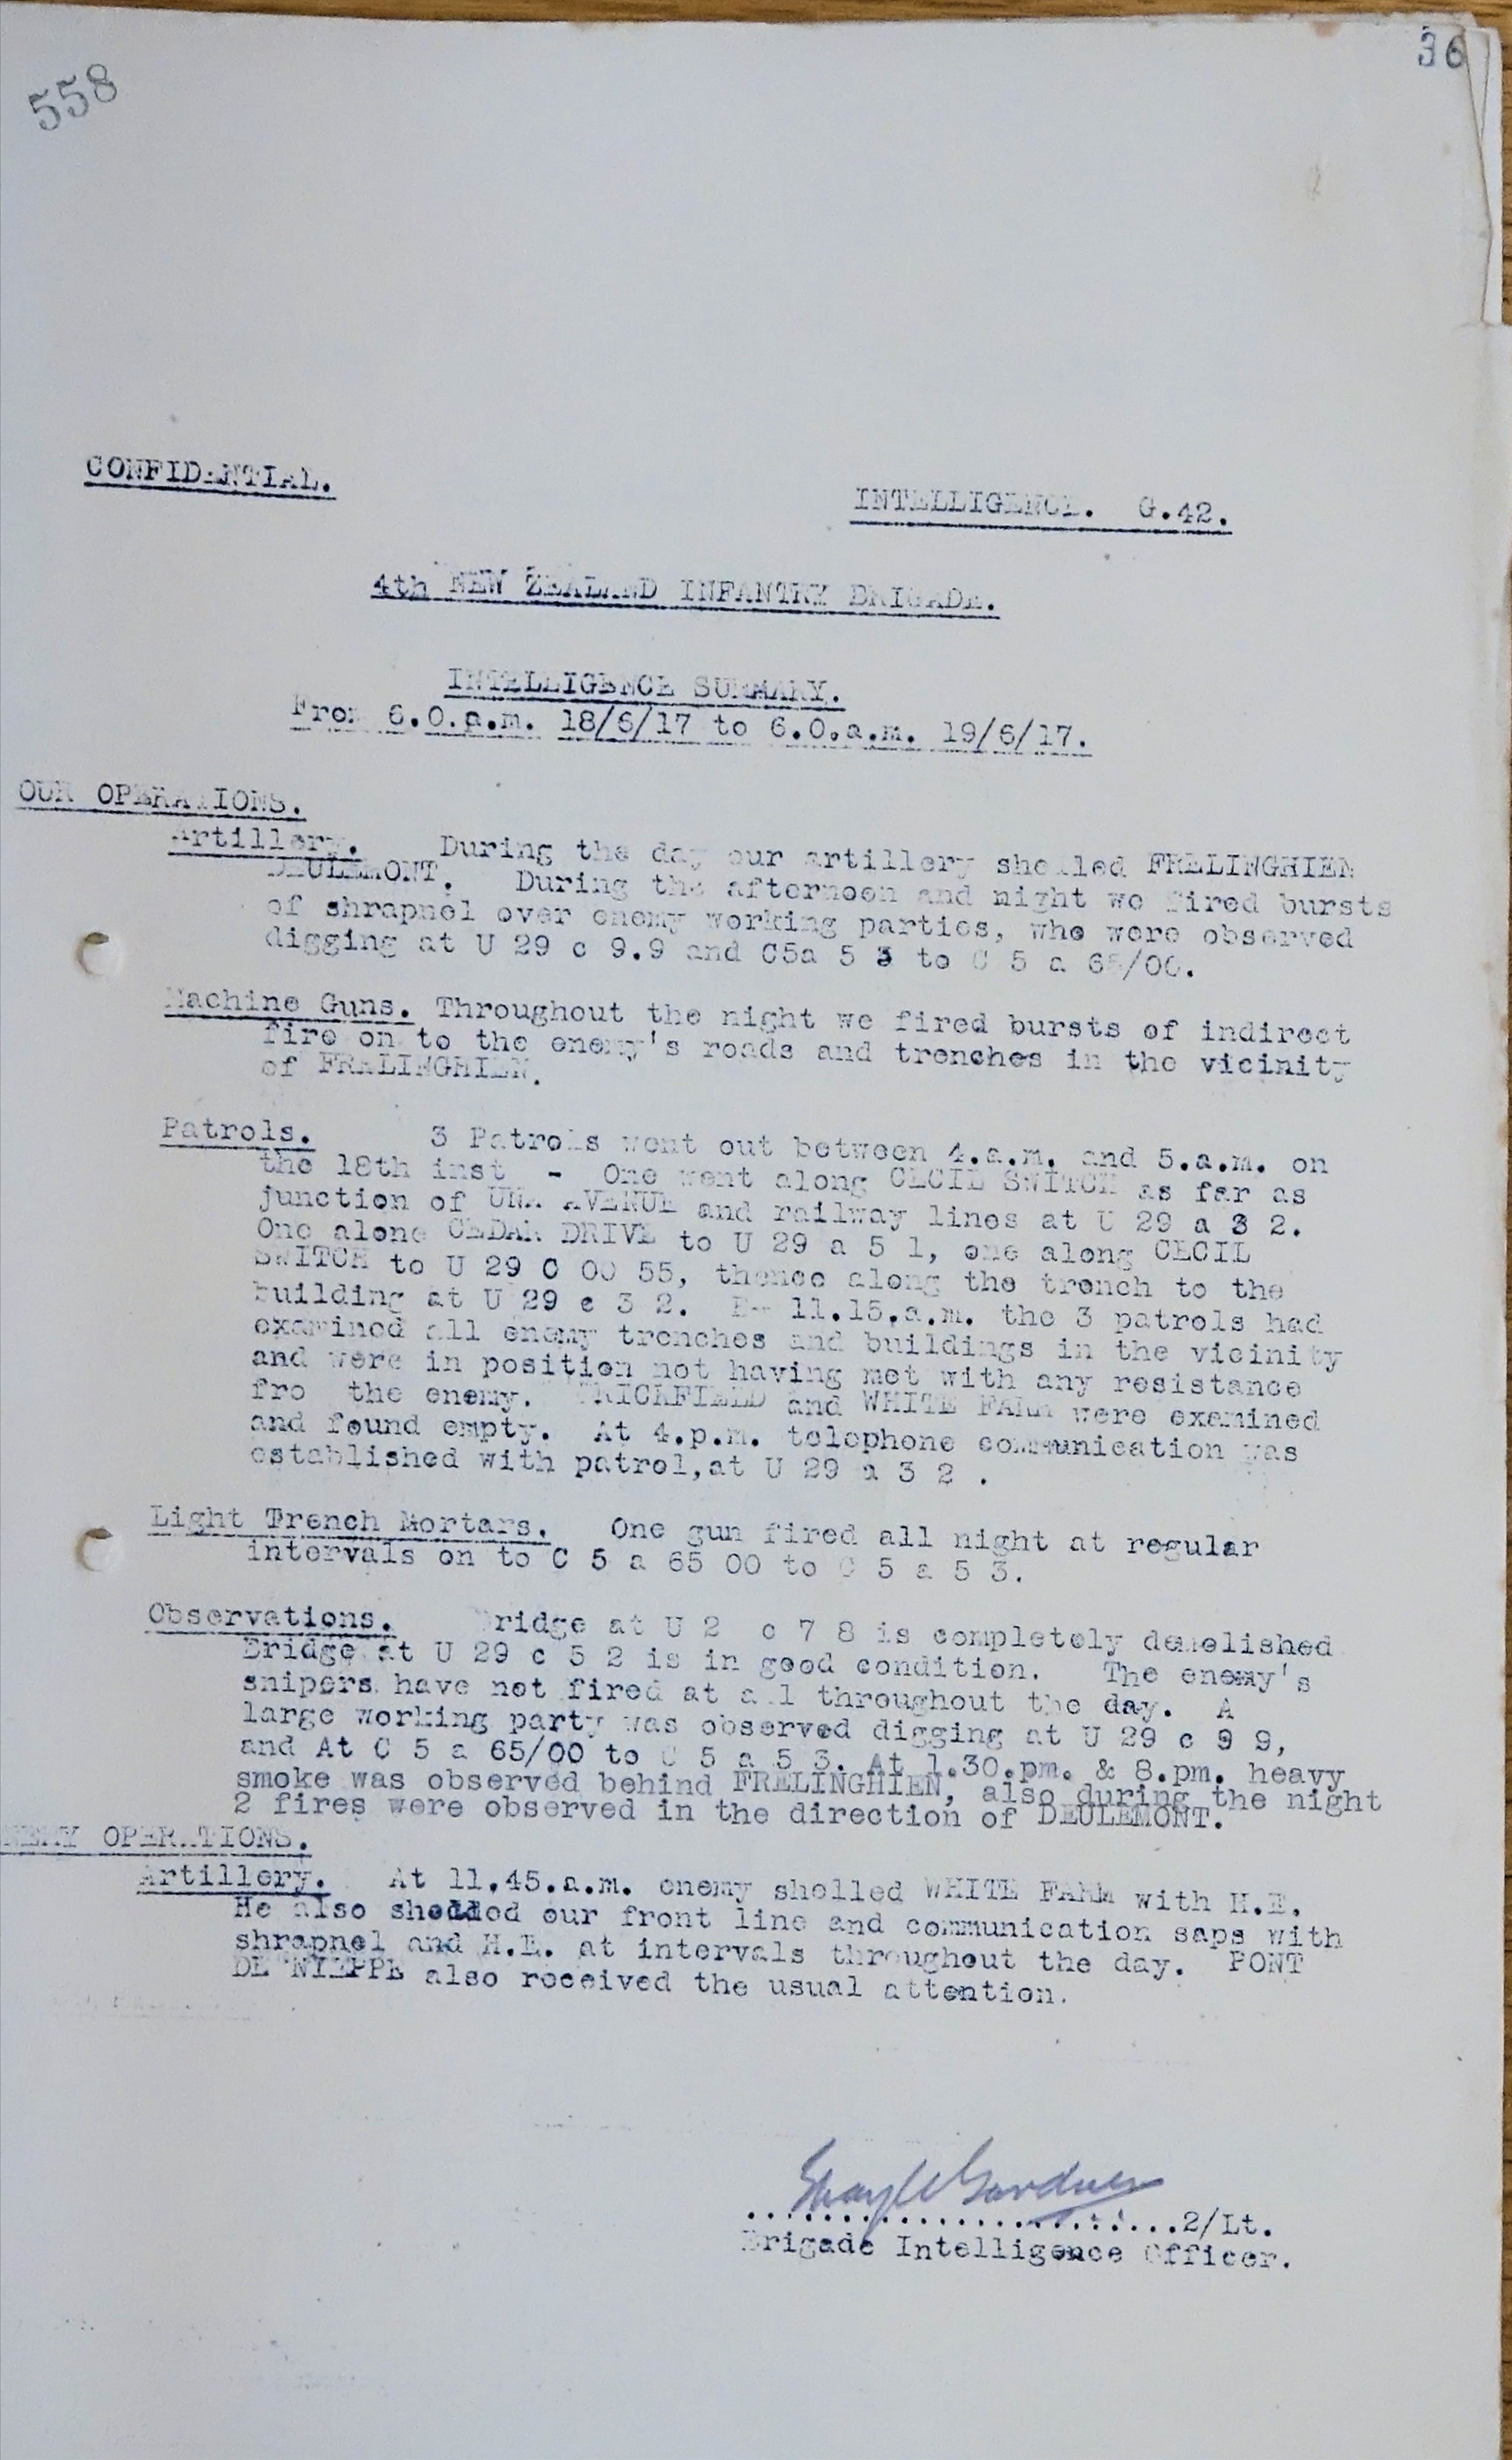 558
36
CONFIDENTIAL.
INTELLIGENCE. G.42.
4th NEW ZEALAND INFANTRY BRIGADE.
INTELLIGENCE SUMMARY.
From 6.0.a.m. 18/6/17 to 6.0.a.m. 19/6/17.
OUR OPERATIONS.
Artillery. During the day our artillery shelled FRELINGHIEN
DEULEMONT. During the afternoon and night we fired bursts
of shrapnel over enemy working parties, who were observed
digging at U 29 c 9.9 and C5a 5 3 to C 5 a 65/00.
Machine Guns. Throughout the night we fired bursts of indirect
fire on to the enemy's roads and trenches in the vicinity
of FRELINGHIEN.
Patrols. 3 Patrols went out between 4.a.m. and 5.a.m. on
the 18th inst - One went along CECIL SWITCH as far as
junction of UNA AVENUE and railway lines at U 29 a 3 2.
One alone CEDAR DRIVE to U 29 a 5 1, one along CECIL
SWITCH to U 29 C 00 55, thence along the trench to the
building at U 29 c 3 2. By 11.15.a.m. the 3 patrols had
examined all enemy trenches and buildings in the vicinity
and were in position not having met with any resistance
fro the enemy. BRICKFIELD and WHITE FARM were examined
and found empty. At 4.p.m. telephone communication was
established with patrol,at U 29 a 3 2 .
Light Trench Mortars. One gun fired all night at regular
intervals on to C 5 a 65 00 to C 5 a 5 3.
Observations. Bridge at U 2 c 7 8 is completely demolished
Bridge at U 29 c 5 2 is in good condition. The enemy's
snipers have not fired at all throughout the day. A
large working party was observed digging at U 29 c 9 9,
and At C 5 a 65/00 to C 5 a 5 3. At 1.30.pm. & 8.pm. heavy
smoke was observed behind FRELINGHIEN, also during the night
2 fires were observed in the direction of DEULEMONT.
ENEMY OPERATIONS.
Artillery. At 11.45.a.m. enemy shelled WHITE FARM with H.E.
He also shelled our front line and communication saps with
shrapnel and H.E. at intervals throughout the day. PONT
DE NIEPPE also received the usual attention.
Gardner
......................2/Lt.
Brigade Intelligence Officer.